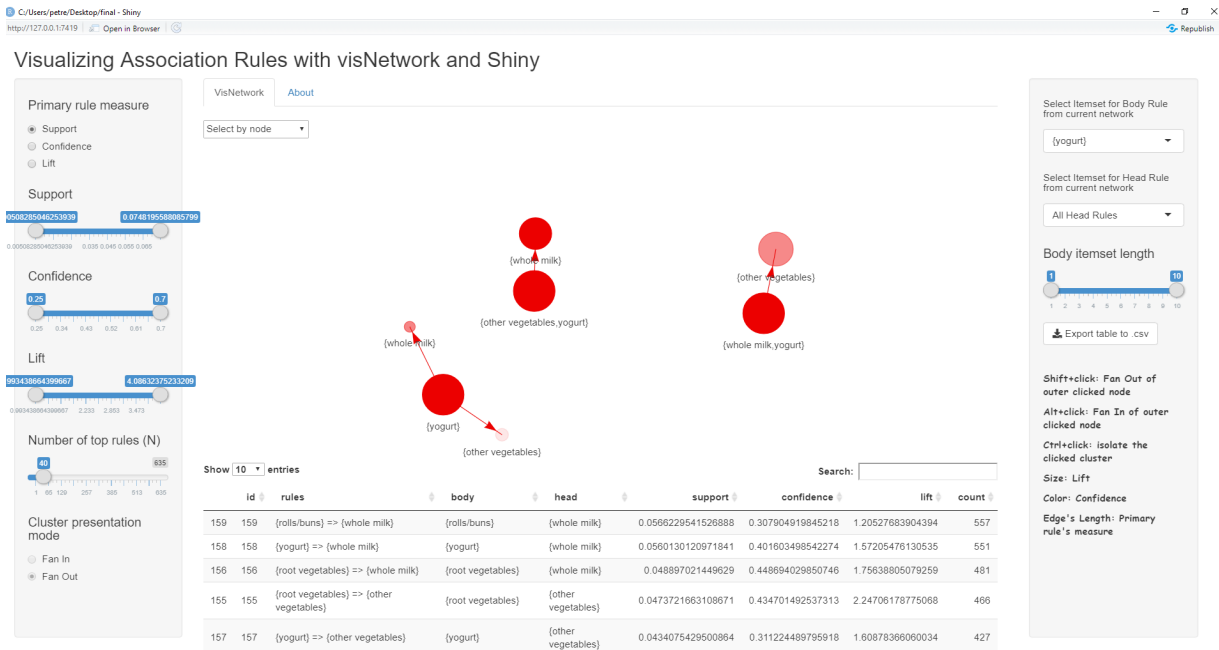 C:/Users/petre/Desktop/final - Shiny
http://127.0.0.1:7419 Open in Browser
Republish
Visualizing Association Rules with visNetwork and Shiny
Primary rule measure
Support
Confidence
Lift
Support
0508285046253939 0.0748195588085799
0.00508285046253939 0.035 0.045 0.055 0.065
Confidence
0.25 0.7
0.25 0.34 0.43 0.52 0.61 0.7
Lift
993438664399667 4.08632375233209
0.993438664399667 2.233 2.853 3.473
Number of top rules (N)
40 635
1 65 129 257 385 513 635
Cluster presentation
mode
Fan In
Fan Out
VisNetwork About
Select by node
{whole milk}
{other vegetables,yogurt}
{other vegetables}
{whole milk,yogurt}
{whole milk}
{yogurt}
{other vegetables}
Show 10 entries
Search:
id rules body head support confidence lift count
159 159 {rolls/buns} => {whole milk} {rolls/buns} {whole milk} 0.0566229541526888 0.307904919845218 1.20527683904394 557
158 158 {yogurt} => {whole milk} {yogurt} {whole milk} 0.0560130120971841 0.401603498542274 1.57205476130535 551
156 156 {root vegetables} => {whole milk} {root vegetables} {whole milk} 0.048897021449629 0.448694029850746 1.75638805079259 481
155 155 {root vegetables} => {other vegetables} {root vegetables} {other vegetables} 0.0473721663108671 0.434701492537313 2.24706178775068 466
157 157 {yogurt} => {other vegetables} {yogurt} {other vegetables} 0.0434075429500864 0.311224489795918 1.60878366060034 427
Select Itemset for Body Rule
from current network
{yogurt}
Select Itemset for Head Rule
from current network
All Head Rules
Body itemset length
1 10
1 2 3 4 5 6 7 8 9 10
Export table to .csv
Shift+click: Fan Out of
outer clicked node
Alt+click: Fan In of outer
clicked node
Ctrl+click: isolate the
clicked cluster
Size: Lift
Color: Confidence
Edge's Length: Primary
rule's measure